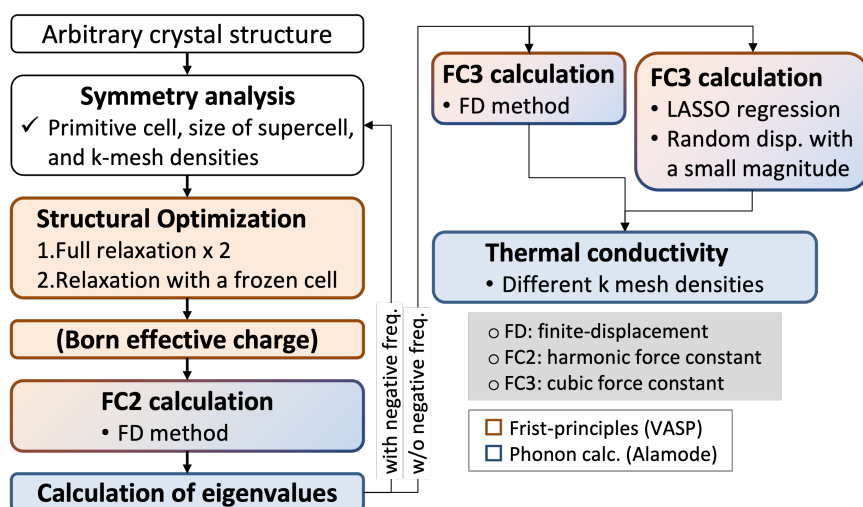 Arbitrary crystal structure
Symmetry analysis
✓ Primitive cell, size of supercell,
and k-mesh densities
Structural Optimization
1.Full relaxation x 2
2.Relaxation with a frozen cell
(Born effective charge)
FC2 calculation
• FD method
Calculation of eigenvalues
with negative freq.
w/o negative freq.
FC3 calculation
• FD method
FC3 calculation
• LASSO regression
• Random disp. with
a small magnitude
Thermal conductivity
• Different k mesh densities
○ FD: finite-displacement
○ FC2: harmonic force constant
○ FC3: cubic force constant
Frist-principles (VASP)
Phonon calc. (Alamode)